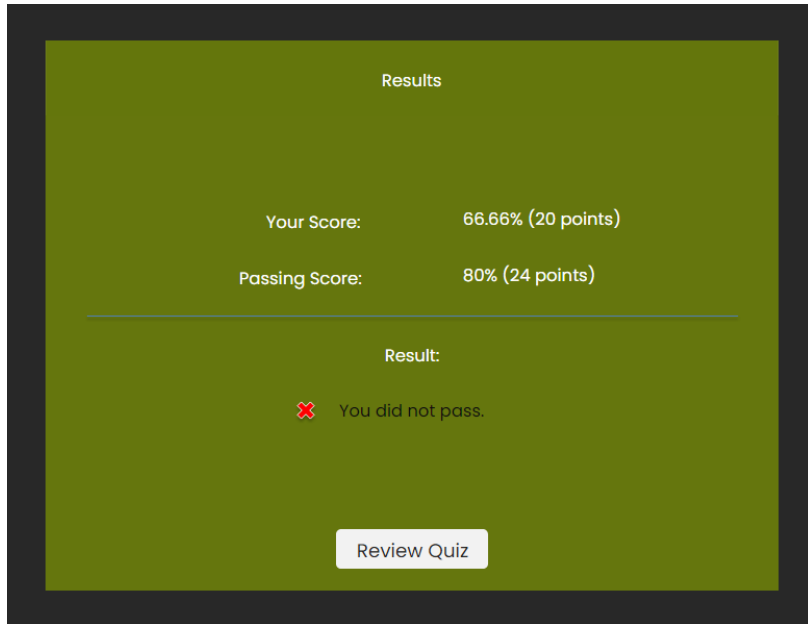 Results
Your Score: 66.66% (20 points)
Passing Score: 80% (24 points)
Result:
You did not pass.
Review Quiz